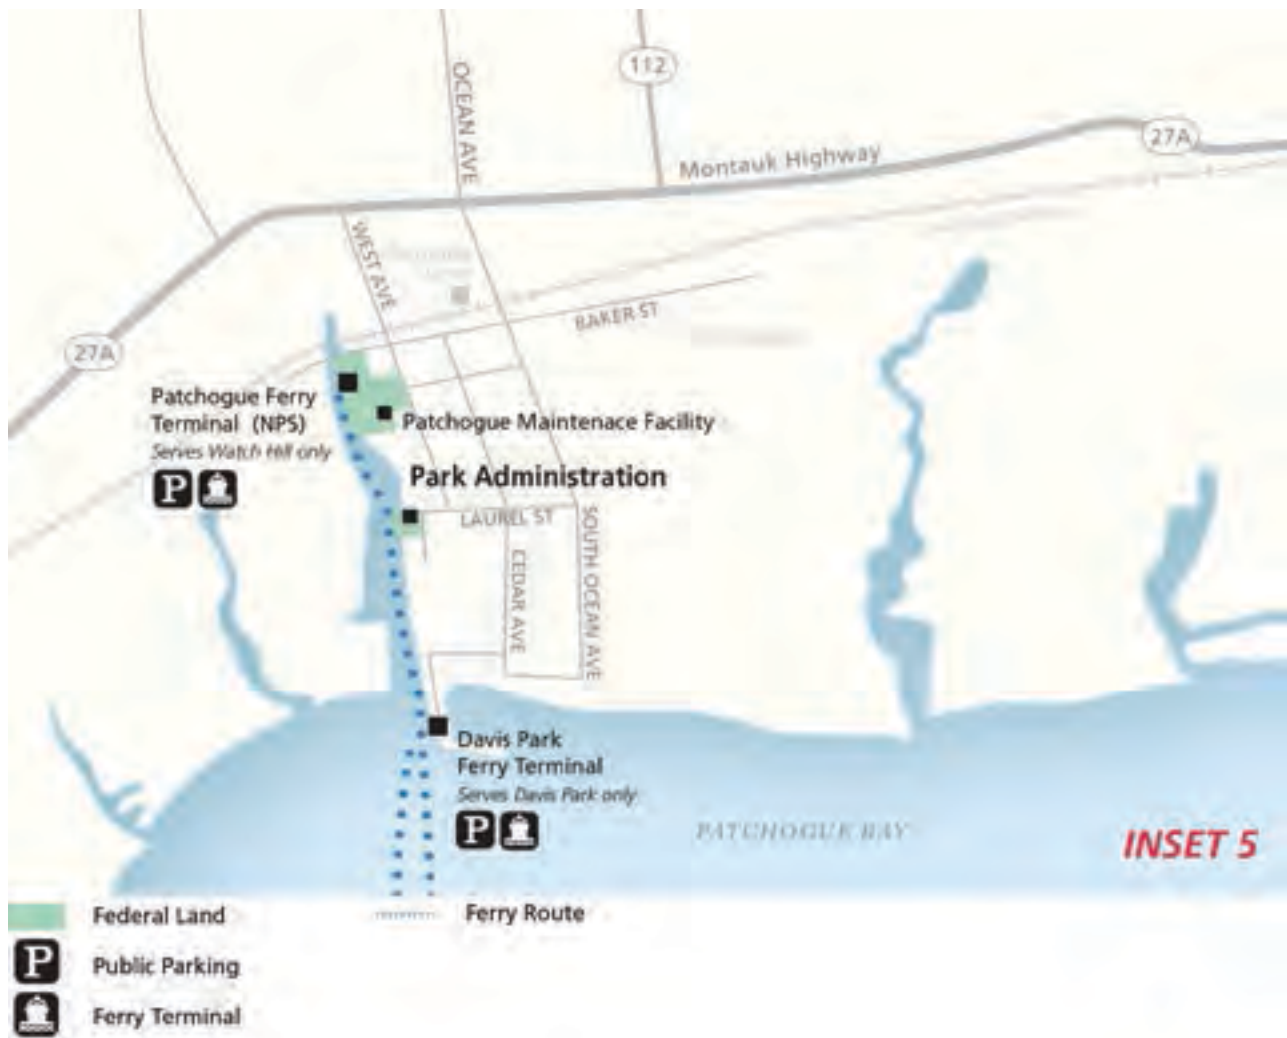 OCEAN AVE
112
27A
Montauk Highway
WEST AVE
BAKER ST
27A
Patchogue Ferry
Terminal (NPS)
Serves Watch Hill only
P
Patchogue Maintenace Facility
Park Administration
LAUREL ST
SOUTH OCEAN AVE
CEDAR AVE
Davis Park
Ferry Terminal
Serves Davis Park only
P
PATCHOGUE BAY
INSET 5
Federal Land
Ferry Route
P
Public Parking
Ferry Terminal